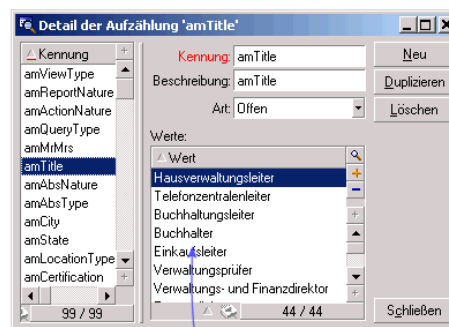 Detail der Aufzählung 'amTitle'
Kennung
amViewType
amReportNature
amActionNature
amQueryType
amMrMrs
amTitle
amAbsNature
amAbsType
amCity
amState
amLocationType
amCertification
99 / 99
Kennung: amTitle
Beschreibung: amTitle
Art: Offen
Werte:
Wert
Hausverwaltungsleiter
Telefonzentralenleiter
Buchhaltungsleiter
Buchhalter
Einkaufsleiter
Verwaltungsprüfer
Verwaltungs- und Finanzdirektor
44 / 44
Neu
Duplizieren
Löschen
Schließen